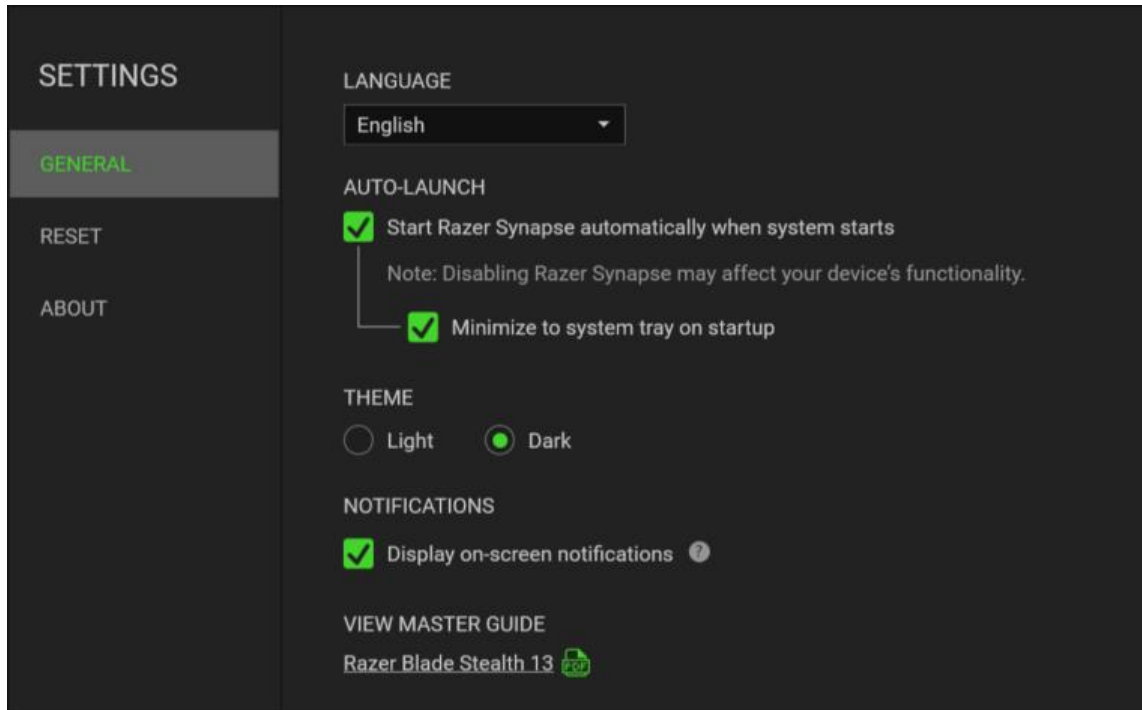 SETTINGS
GENERAL
RESET
ABOUT
LANGUAGE
English
AUTO-LAUNCH
Start Razer Synapse automatically when system starts
Note: Disabling Razer Synapse may affect your device's functionality.
Minimize to system tray on startup
THEME
Light Dark
NOTIFICATIONS
Display on-screen notifications ?
VIEW MASTER GUIDE
Razer Blade Stealth 13 PDF